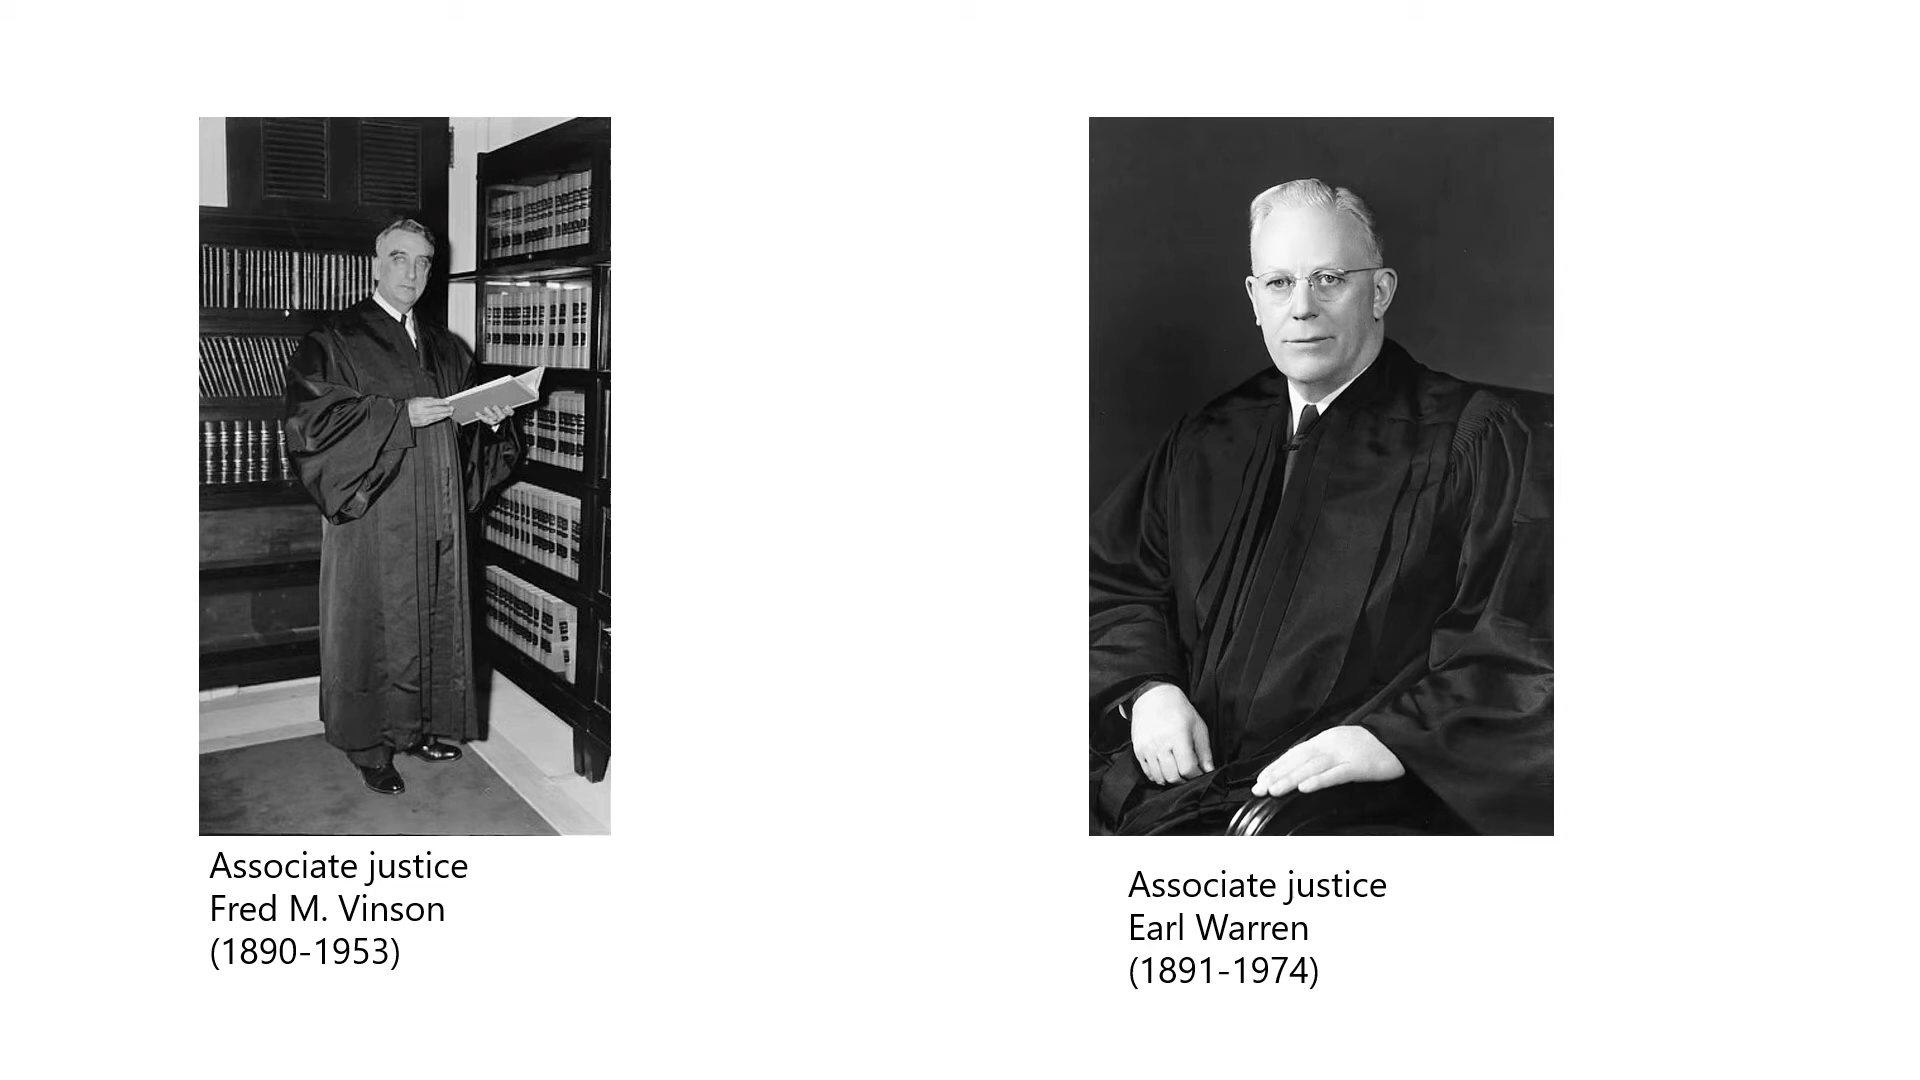 Associate justice
Fred M. Vinson
(1890-1953)
Associate justice
Earl Warren
(1891-1974)